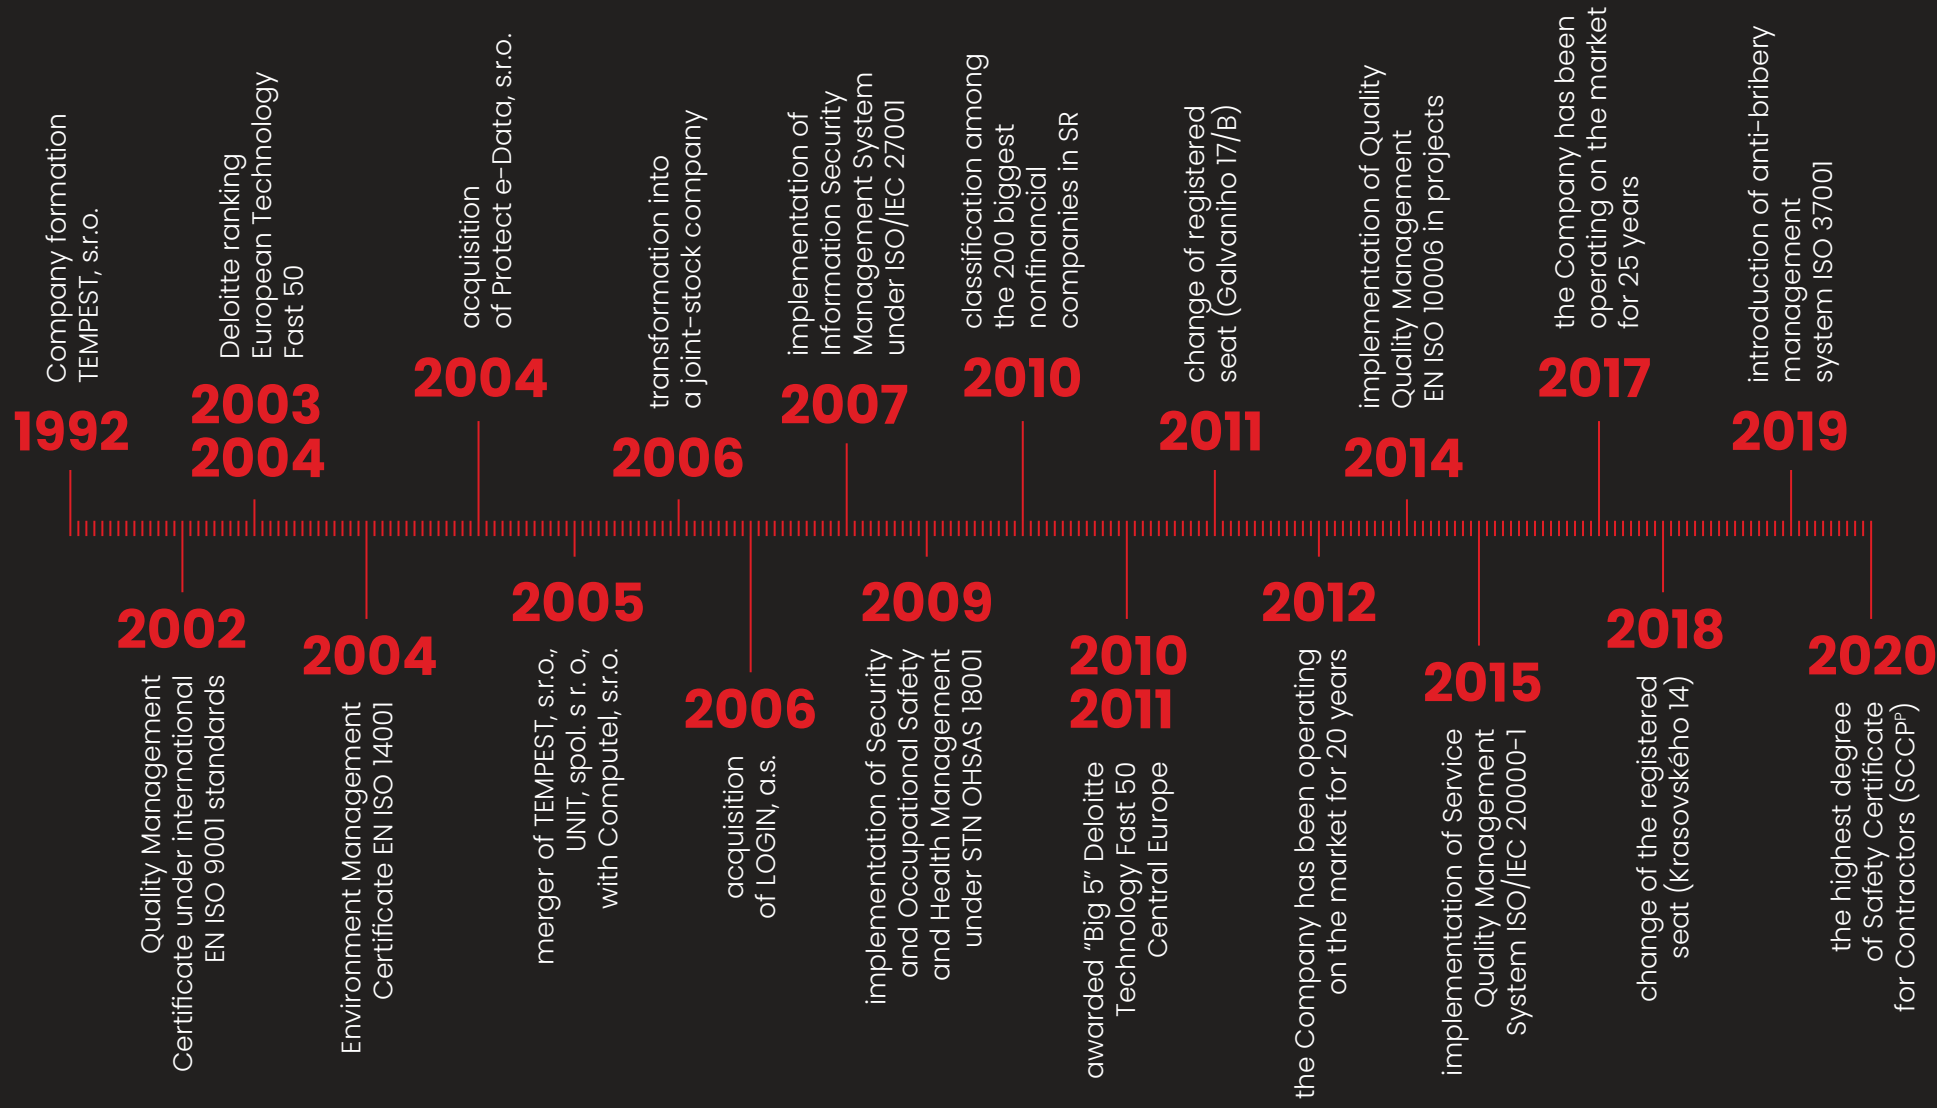 1992
Company formation
TEMPEST, s.r.o.
2002
Quality Management
Certificate under international
EN ISO 9001 standards
2003
2004
Deloitte ranking
European Technology
Fast 50
2004
Environment Management
Certificate EN ISO 14001
2004
acquisition
of Protect e-Data, s.r.o.
2005
merger of TEMPEST, s.r.o.,
UNIT, spol. s r. o.,
with Computel, s.r.o.
2006
transformation into
a joint-stock company
2006
acquisition
of LOGIN, a.s.
2007
implementation of
Information Security
Management System
under ISO/IEC 27001
2009
implementation of Security
and Occupational Safety
and Health Management
under STN OHSAS 18001
2010
classification among
the 200 biggest
nonfinancial
companies in SR
2010
2011
awarded “Big 5” Deloitte
Technology Fast 50
Central Europe
2011
change of registered
seat (Galvaniho 17/B)
2012
the Company has been operating
on the market for 20 years
2014
implementation of Quality
Quality Management
EN ISO 10006 in projects
2015
implementation of Service
Quality Management
System ISO/IEC 20000-1
2017
the Company has been
operating on the market
for 25 years
2018
change of the registered
seat (Krasovského 14)
2019
introduction of anti-bribery
management
system ISO 37001
2020
the highest degree
of Safety Certificate
for Contractors (SCCPᴾ)